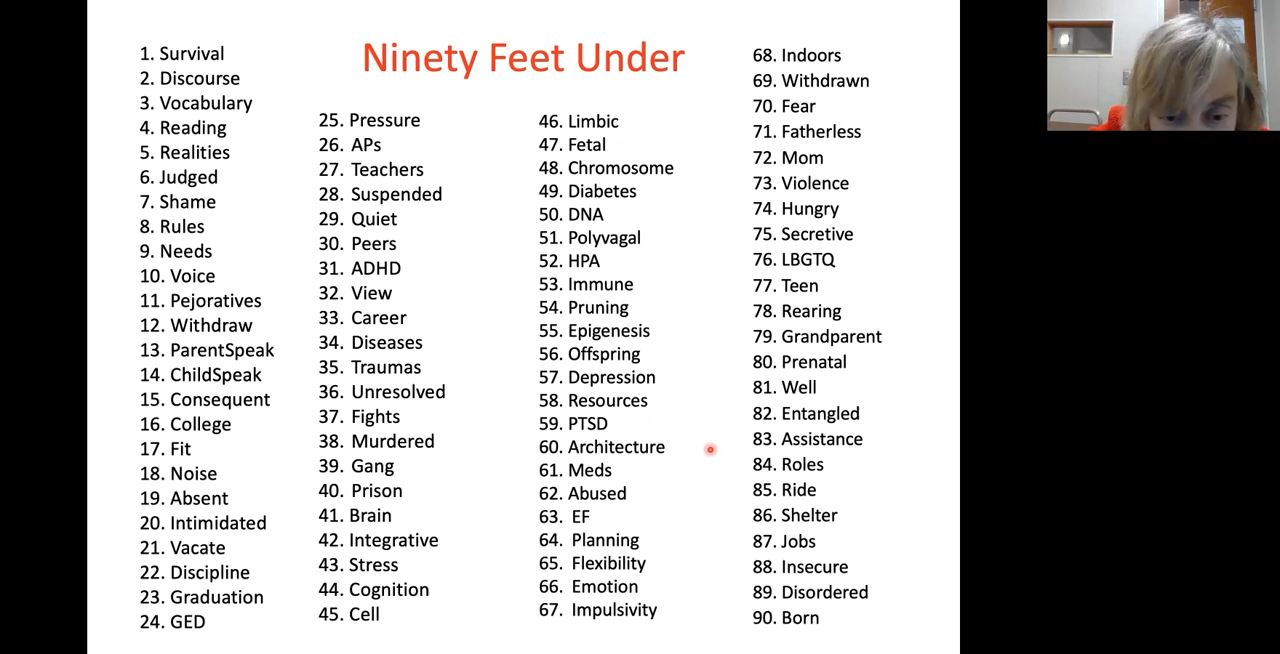 Ninety Feet Under
1. Survival
2. Discourse
3. Vocabulary
4. Reading
5. Realities
6. Judged
7. Shame
8. Rules
9. Needs
10. Voice
11. Pejoratives
12. Withdraw
13. ParentSpeak
14. ChildSpeak
15. Consequent
16. College
17. Fit
18. Noise
19. Absent
20. Intimidated
21. Vacate
22. Discipline
23. Graduation
24. GED
25. Pressure
26. APs
27. Teachers
28. Suspended
29. Quiet
30. Peers
31. ADHD
32. View
33. Career
34. Diseases
35. Traumas
36. Unresolved
37. Fights
38. Murdered
39. Gang
40. Prison
41. Brain
42. Integrative
43. Stress
44. Cognition
45. Cell
46. Limbic
47. Fetal
48. Chromosome
49. Diabetes
50. DNA
51. Polyvagal
52. HPA
53. Immune
54. Pruning
55. Epigenesis
56. Offspring
57. Depression
58. Resources
59. PTSD
60. Architecture
61. Meds
62. Abused
63. EF
64. Planning
65. Flexibility
66. Emotion
67. Impulsivity
68. Indoors
69. Withdrawn
70. Fear
71. Fatherless
72. Mom
73. Violence
74. Hungry
75. Secretive
76. LBGTQ
77. Teen
78. Rearing
79. Grandparent
80. Prenatal
81. Well
82. Entangled
83. Assistance
84. Roles
85. Ride
86. Shelter
87. Jobs
88. Insecure
89. Disordered
90. Born